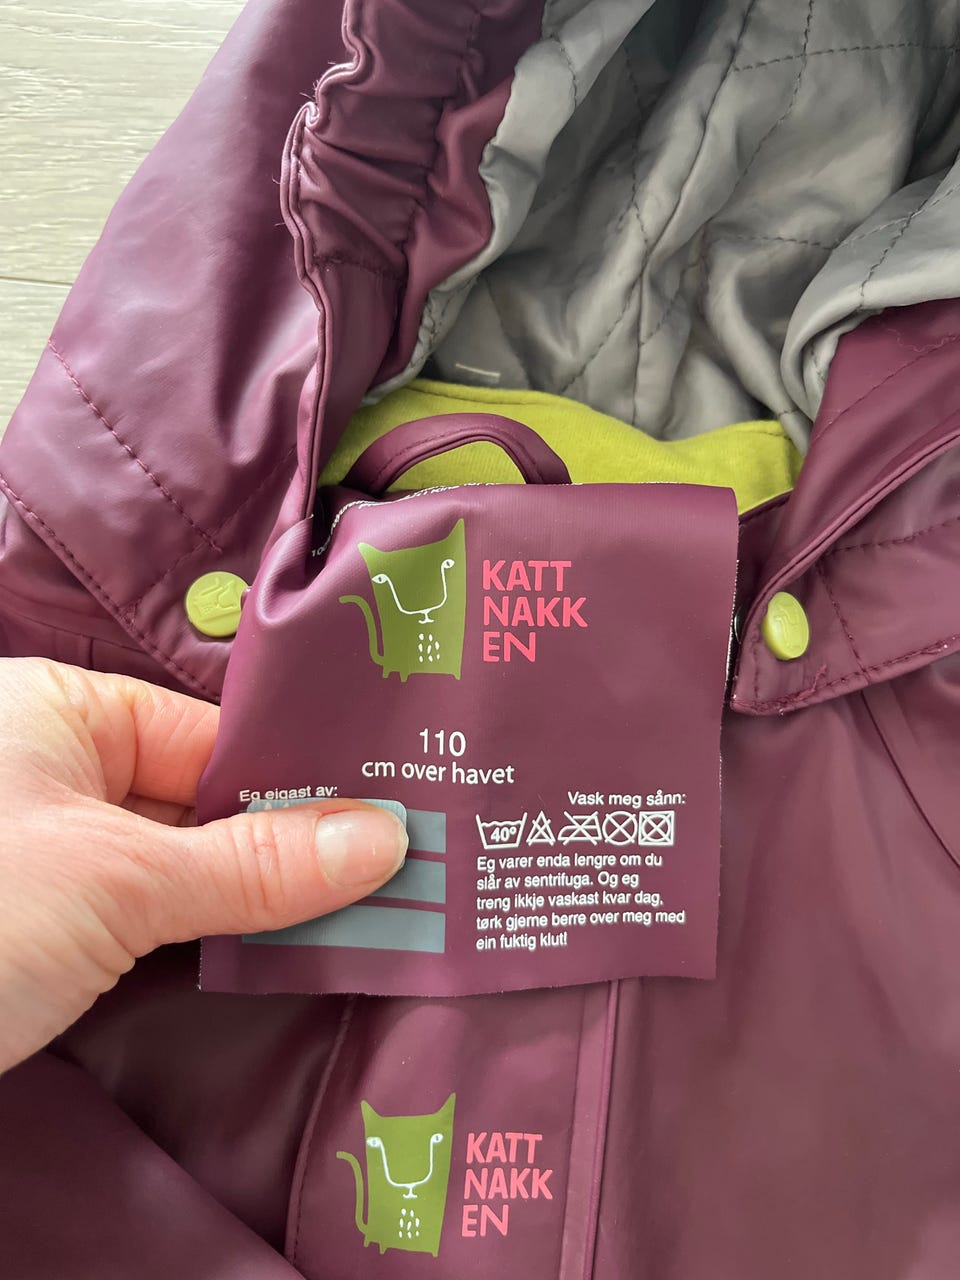 KATT
NAKK
EN
110
cm over havet
Eg eigast av:
Vask meg sånn:
40°
Eg varer enda lengre om du
slår av sentrifuga. Og eg
treng ikkje vaskast kvar dag,
tørk gjerne berre over meg med
ein fuktig klut!
KATT
NAKK
EN